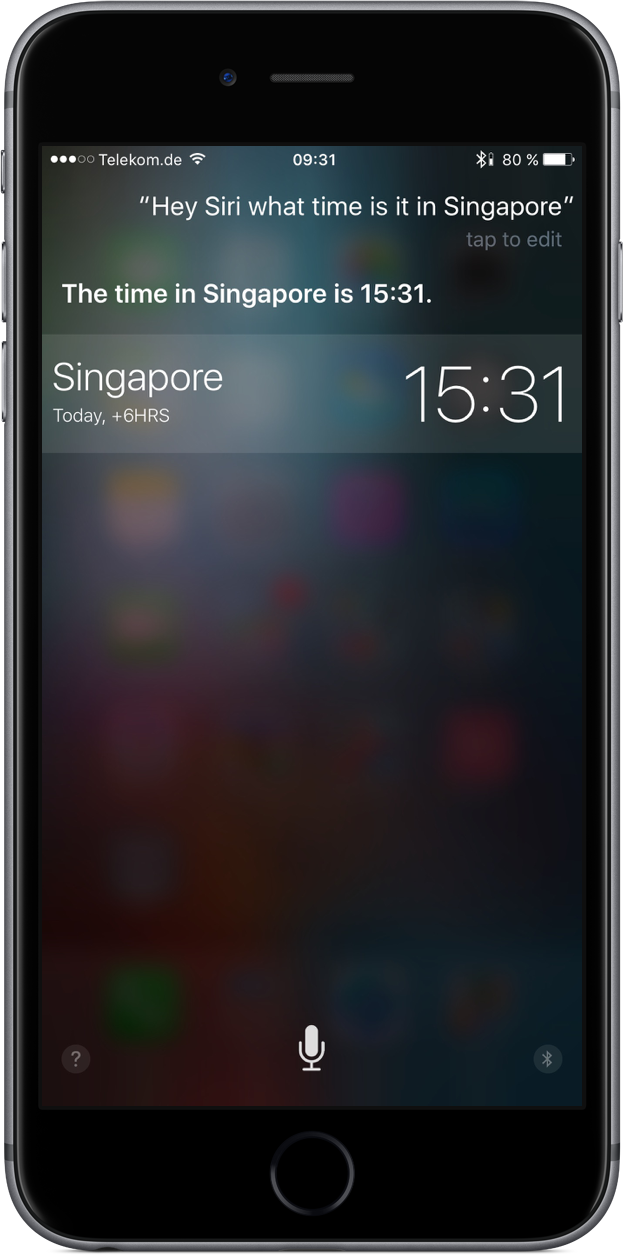 Telekom.de 09:31 80 %
“Hey Siri what time is it in Singapore”
tap to edit
The time in Singapore is 15:31.
Singapore 15:31
Today, +6HRS
?